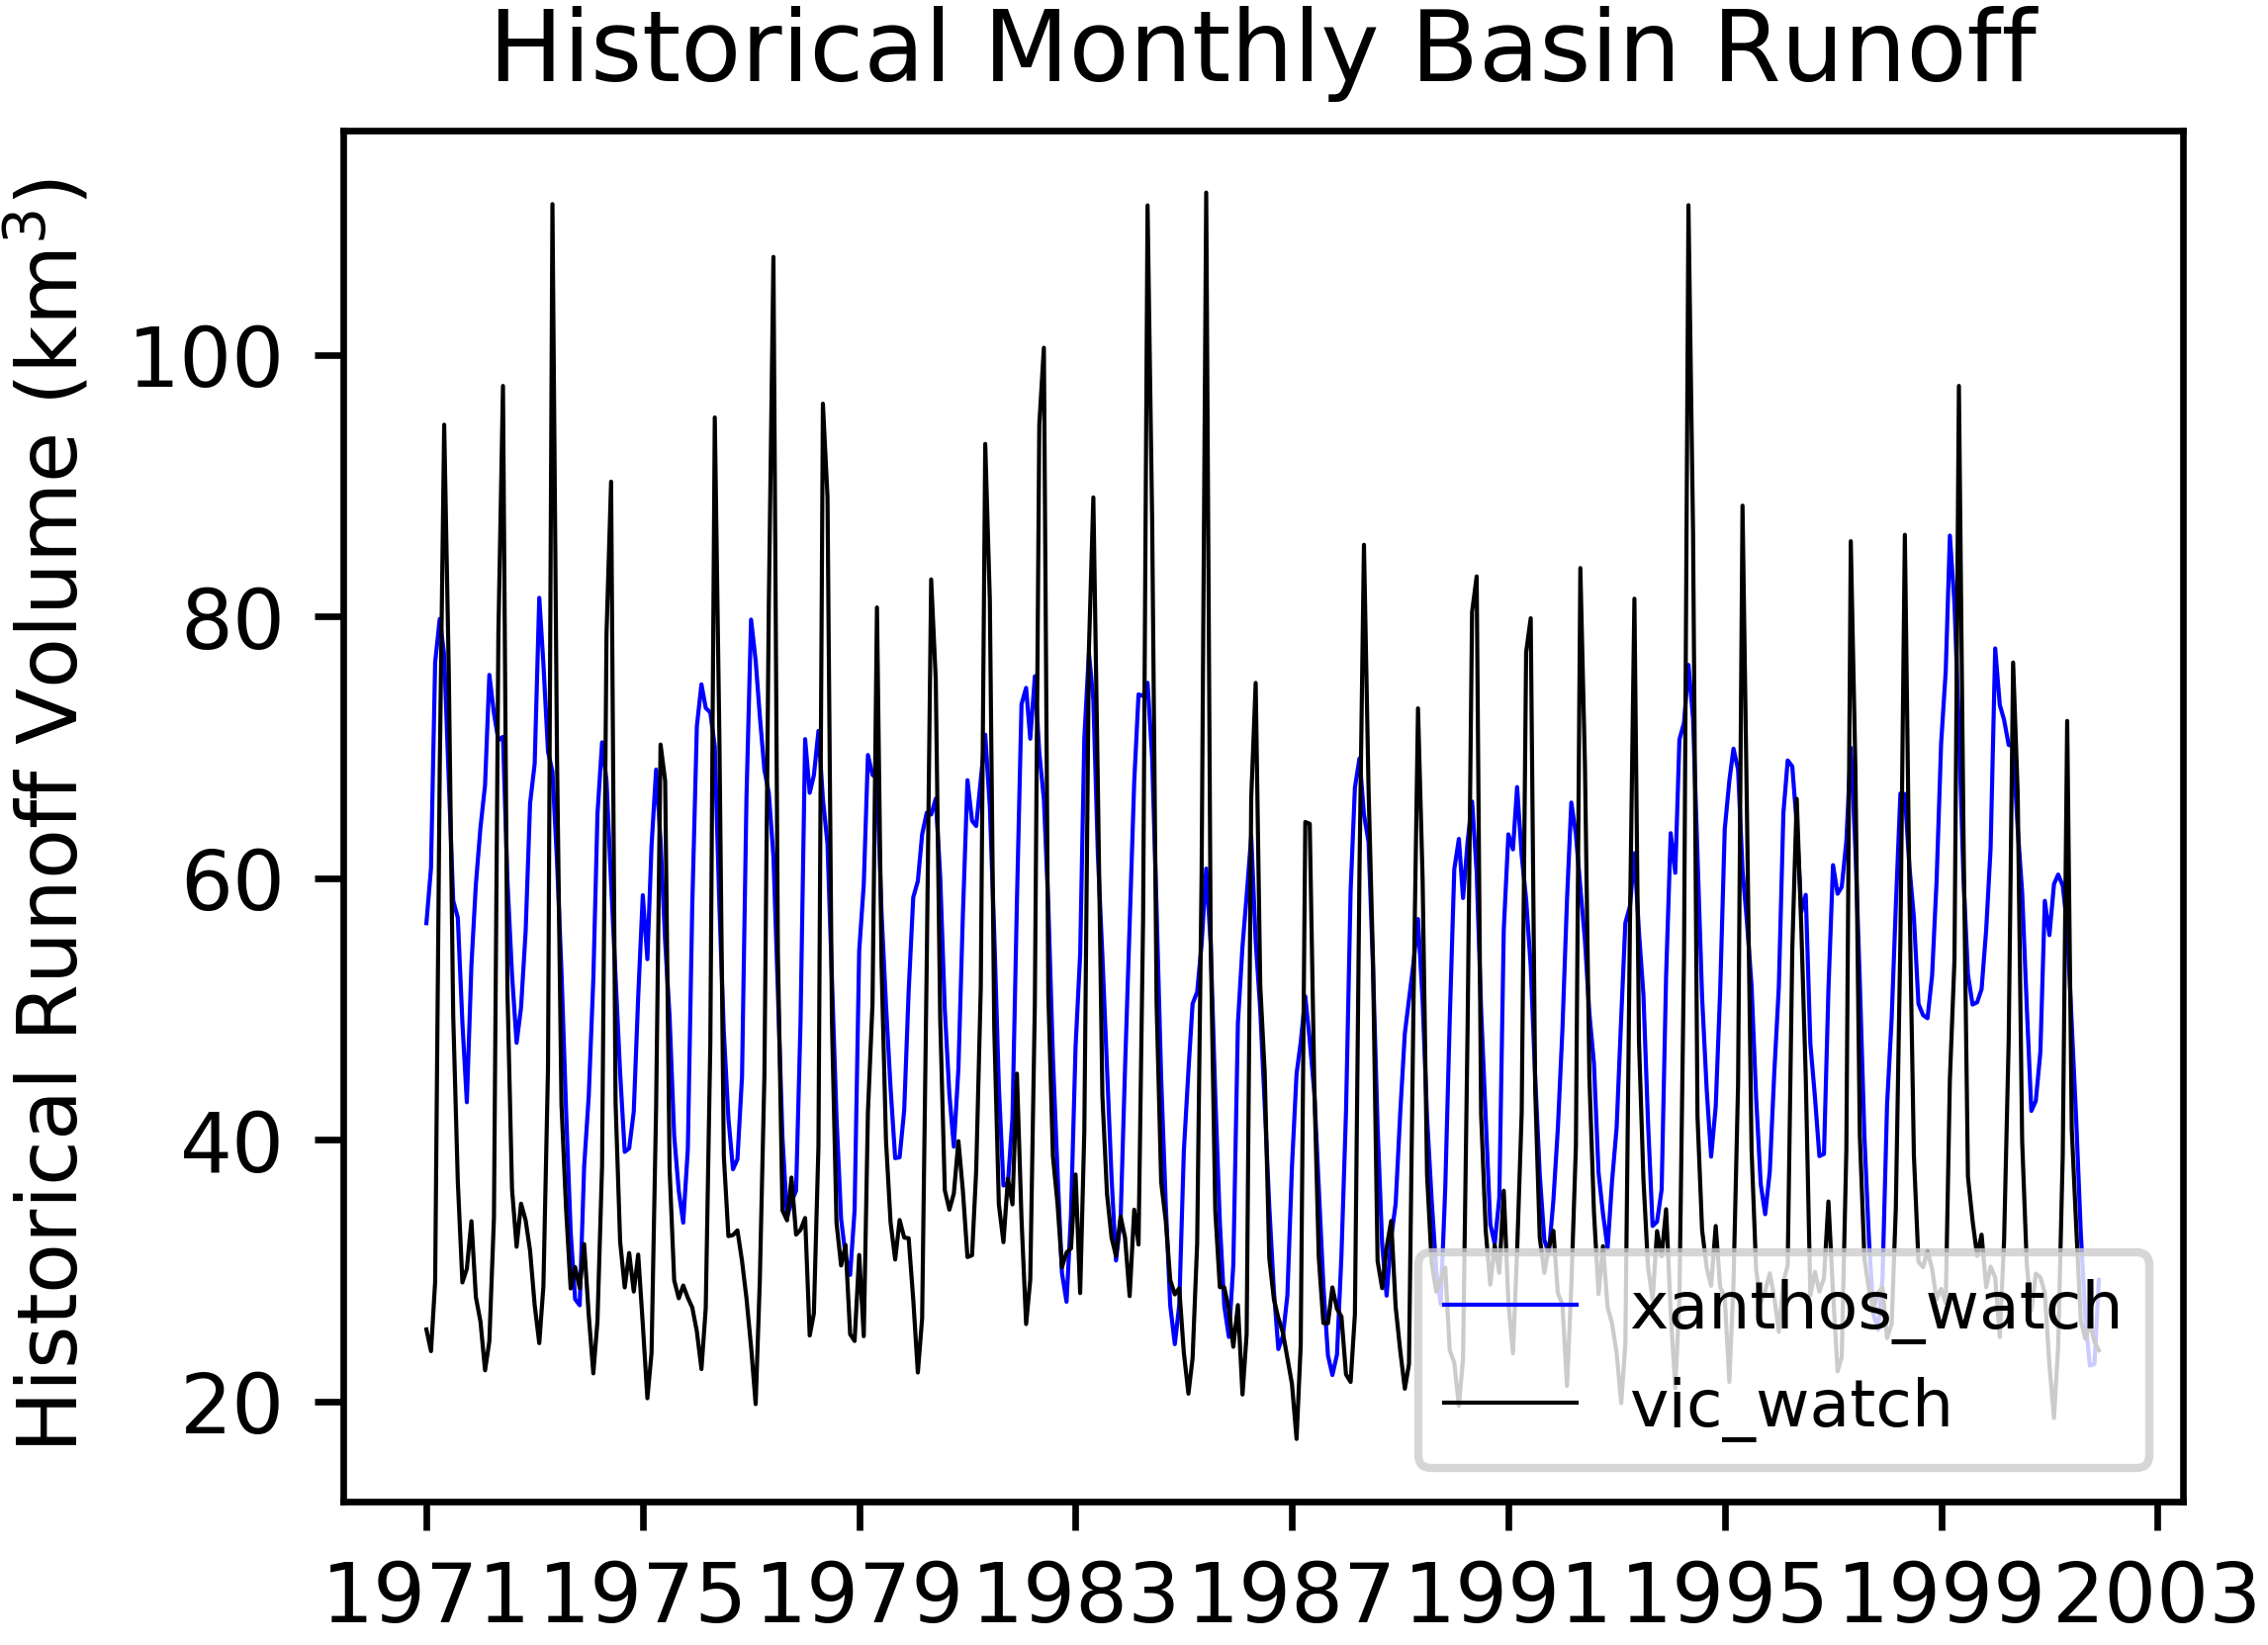 Historical Monthly Basin Runoff
Historical Runoff Volume (km³)
100
80
60
40
20
xanthos_watch
vic_watch
1971 1975 1979 1983 1987 1991 1995 1999 2003